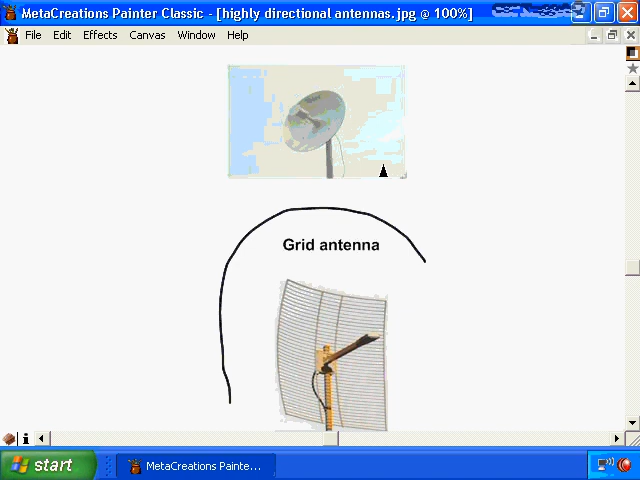 MetaCreations Painter Classic - [highly directional antennas.jpg @ 100%]
File Edit Effects Canvas Window Help
Grid antenna
start MetaCreations Painte...